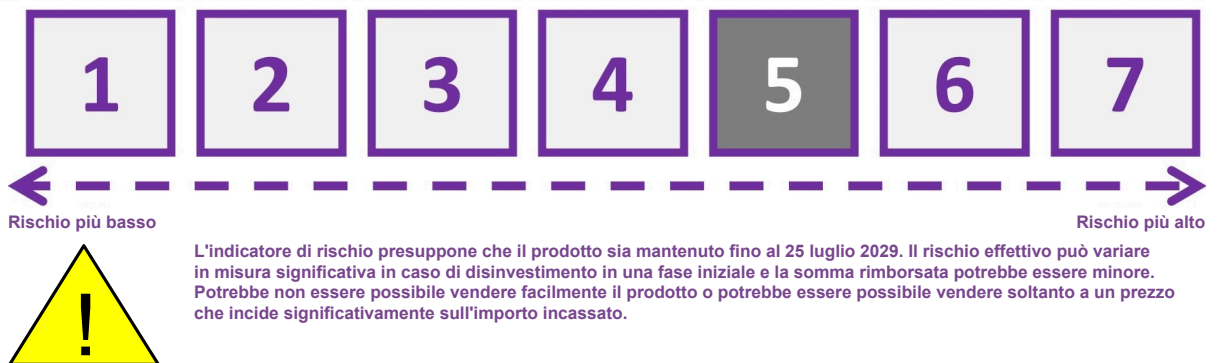 1 2 3 4 5 6 7
Rischio più basso Rischio più alto
L'indicatore di rischio presuppone che il prodotto sia mantenuto fino al 25 luglio 2029. Il rischio effettivo può variare
in misura significativa in caso di disinvestimento in una fase iniziale e la somma rimborsata potrebbe essere minore.
Potrebbe non essere possibile vendere facilmente il prodotto o potrebbe essere possibile vendere soltanto a un prezzo
che incide significativamente sull'importo incassato.
!